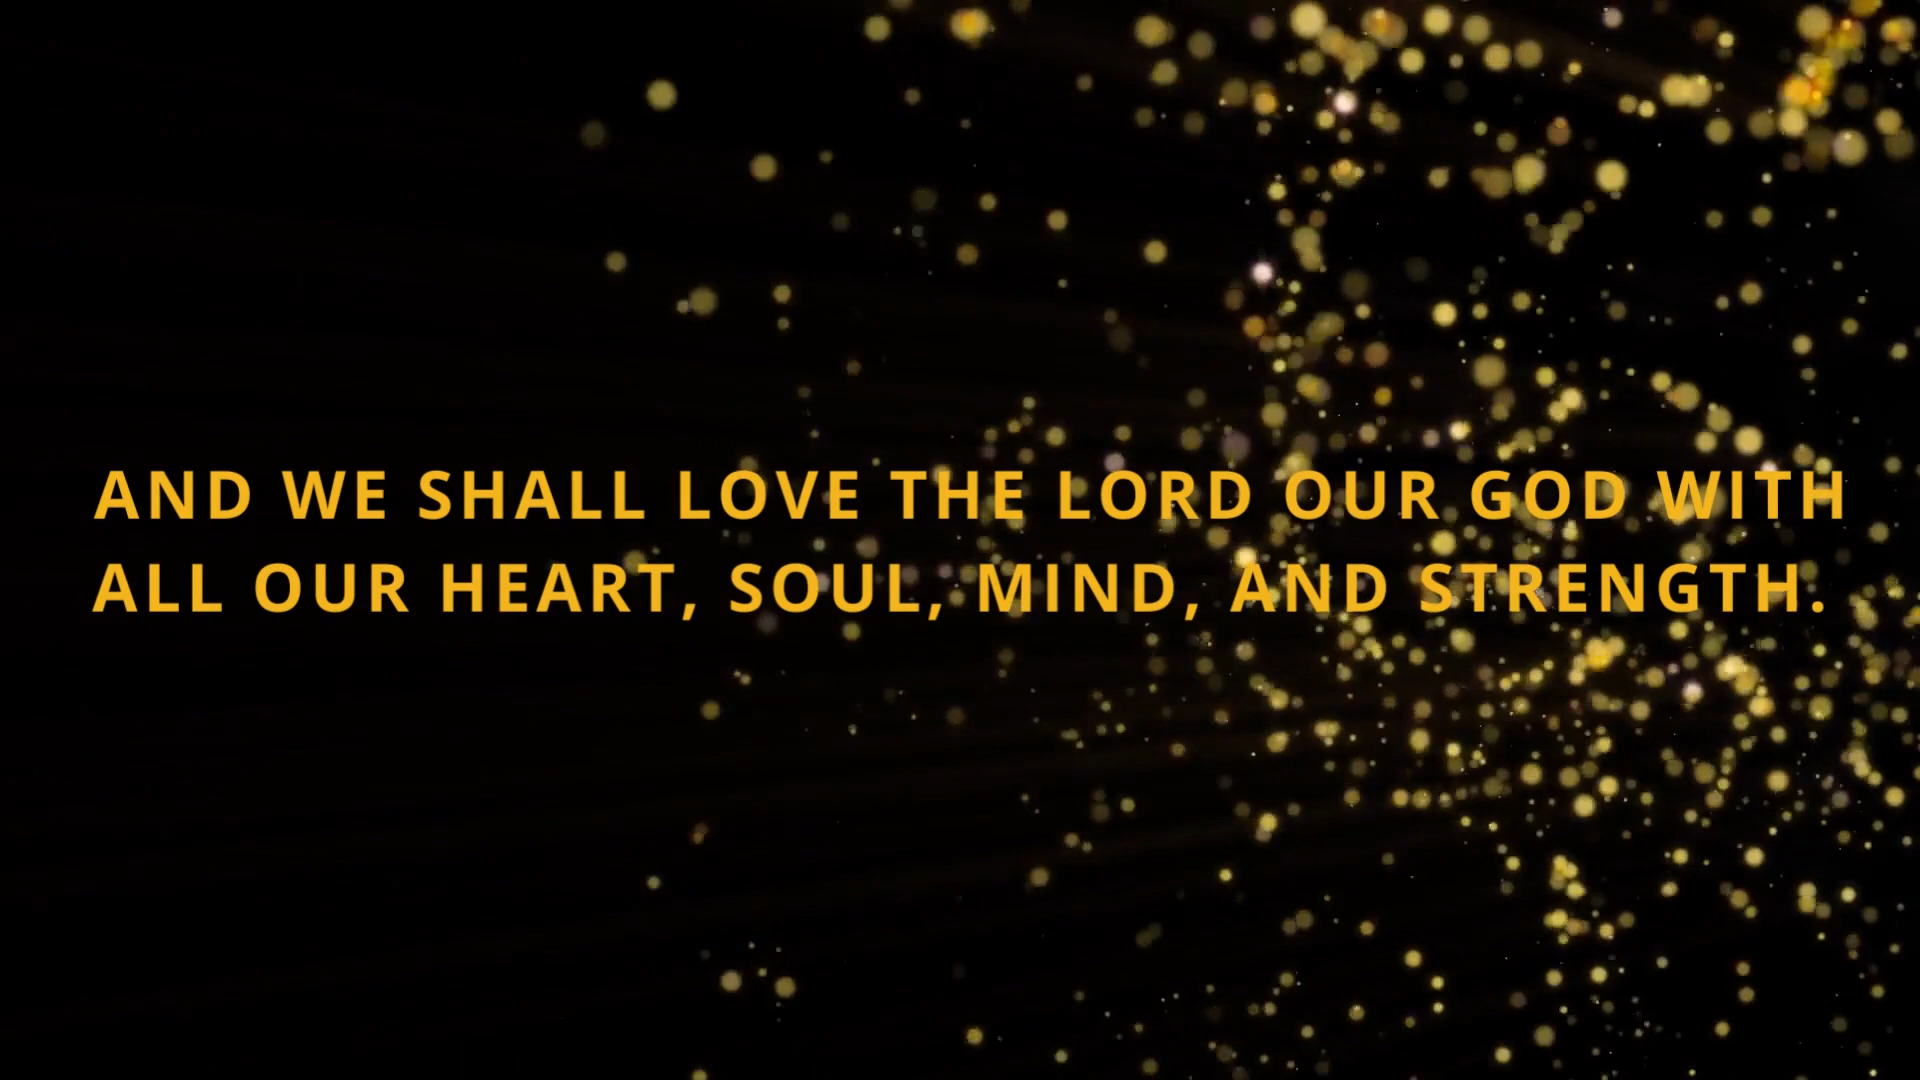 AND WE SHALL LOVE THE LORD OUR GOD WITH
ALL OUR HEART, SOUL, MIND, AND STRENGTH.